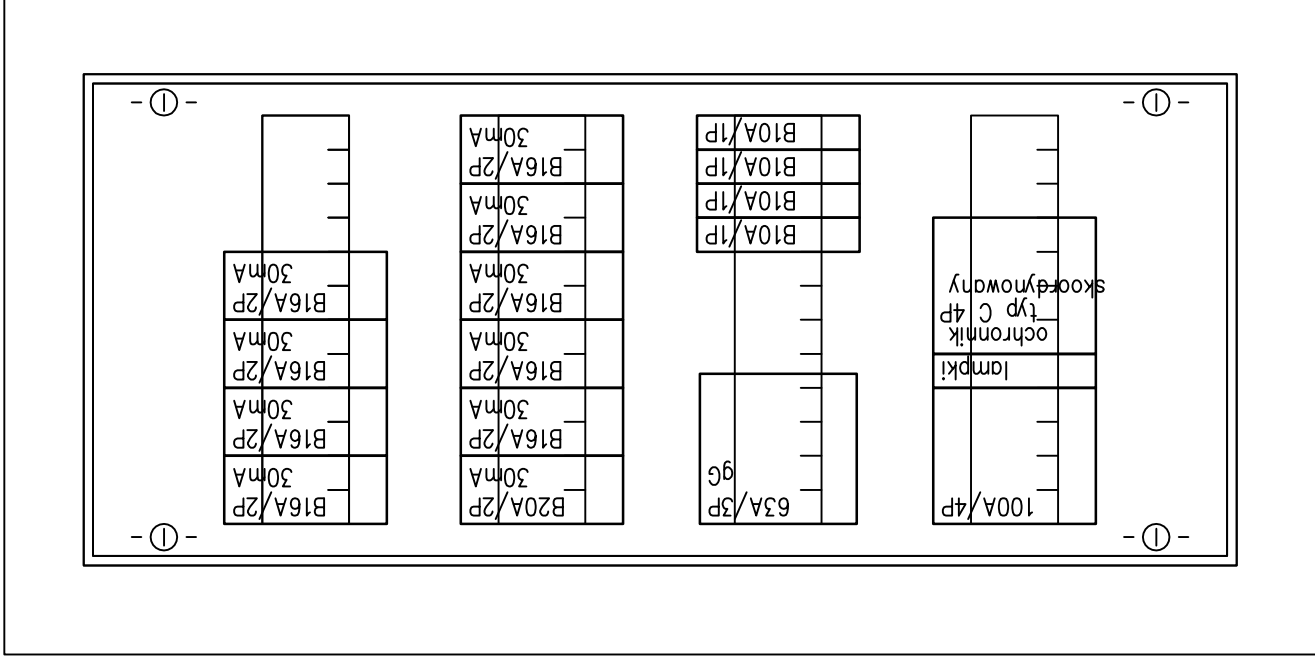 100A/4P
lampki
ochronnik
typ C 4P
skoordynowany
63A/3P
gG
B10A/1P
B10A/1P
B10A/1P
B10A/1P
B20A/2P
30mA
B16A/2P
30mA
B16A/2P
30mA
B16A/2P
30mA
B16A/2P
30mA
B16A/2P
30mA
B16A/2P
30mA
B16A/2P
30mA
B16A/2P
30mA
B16A/2P
30mA